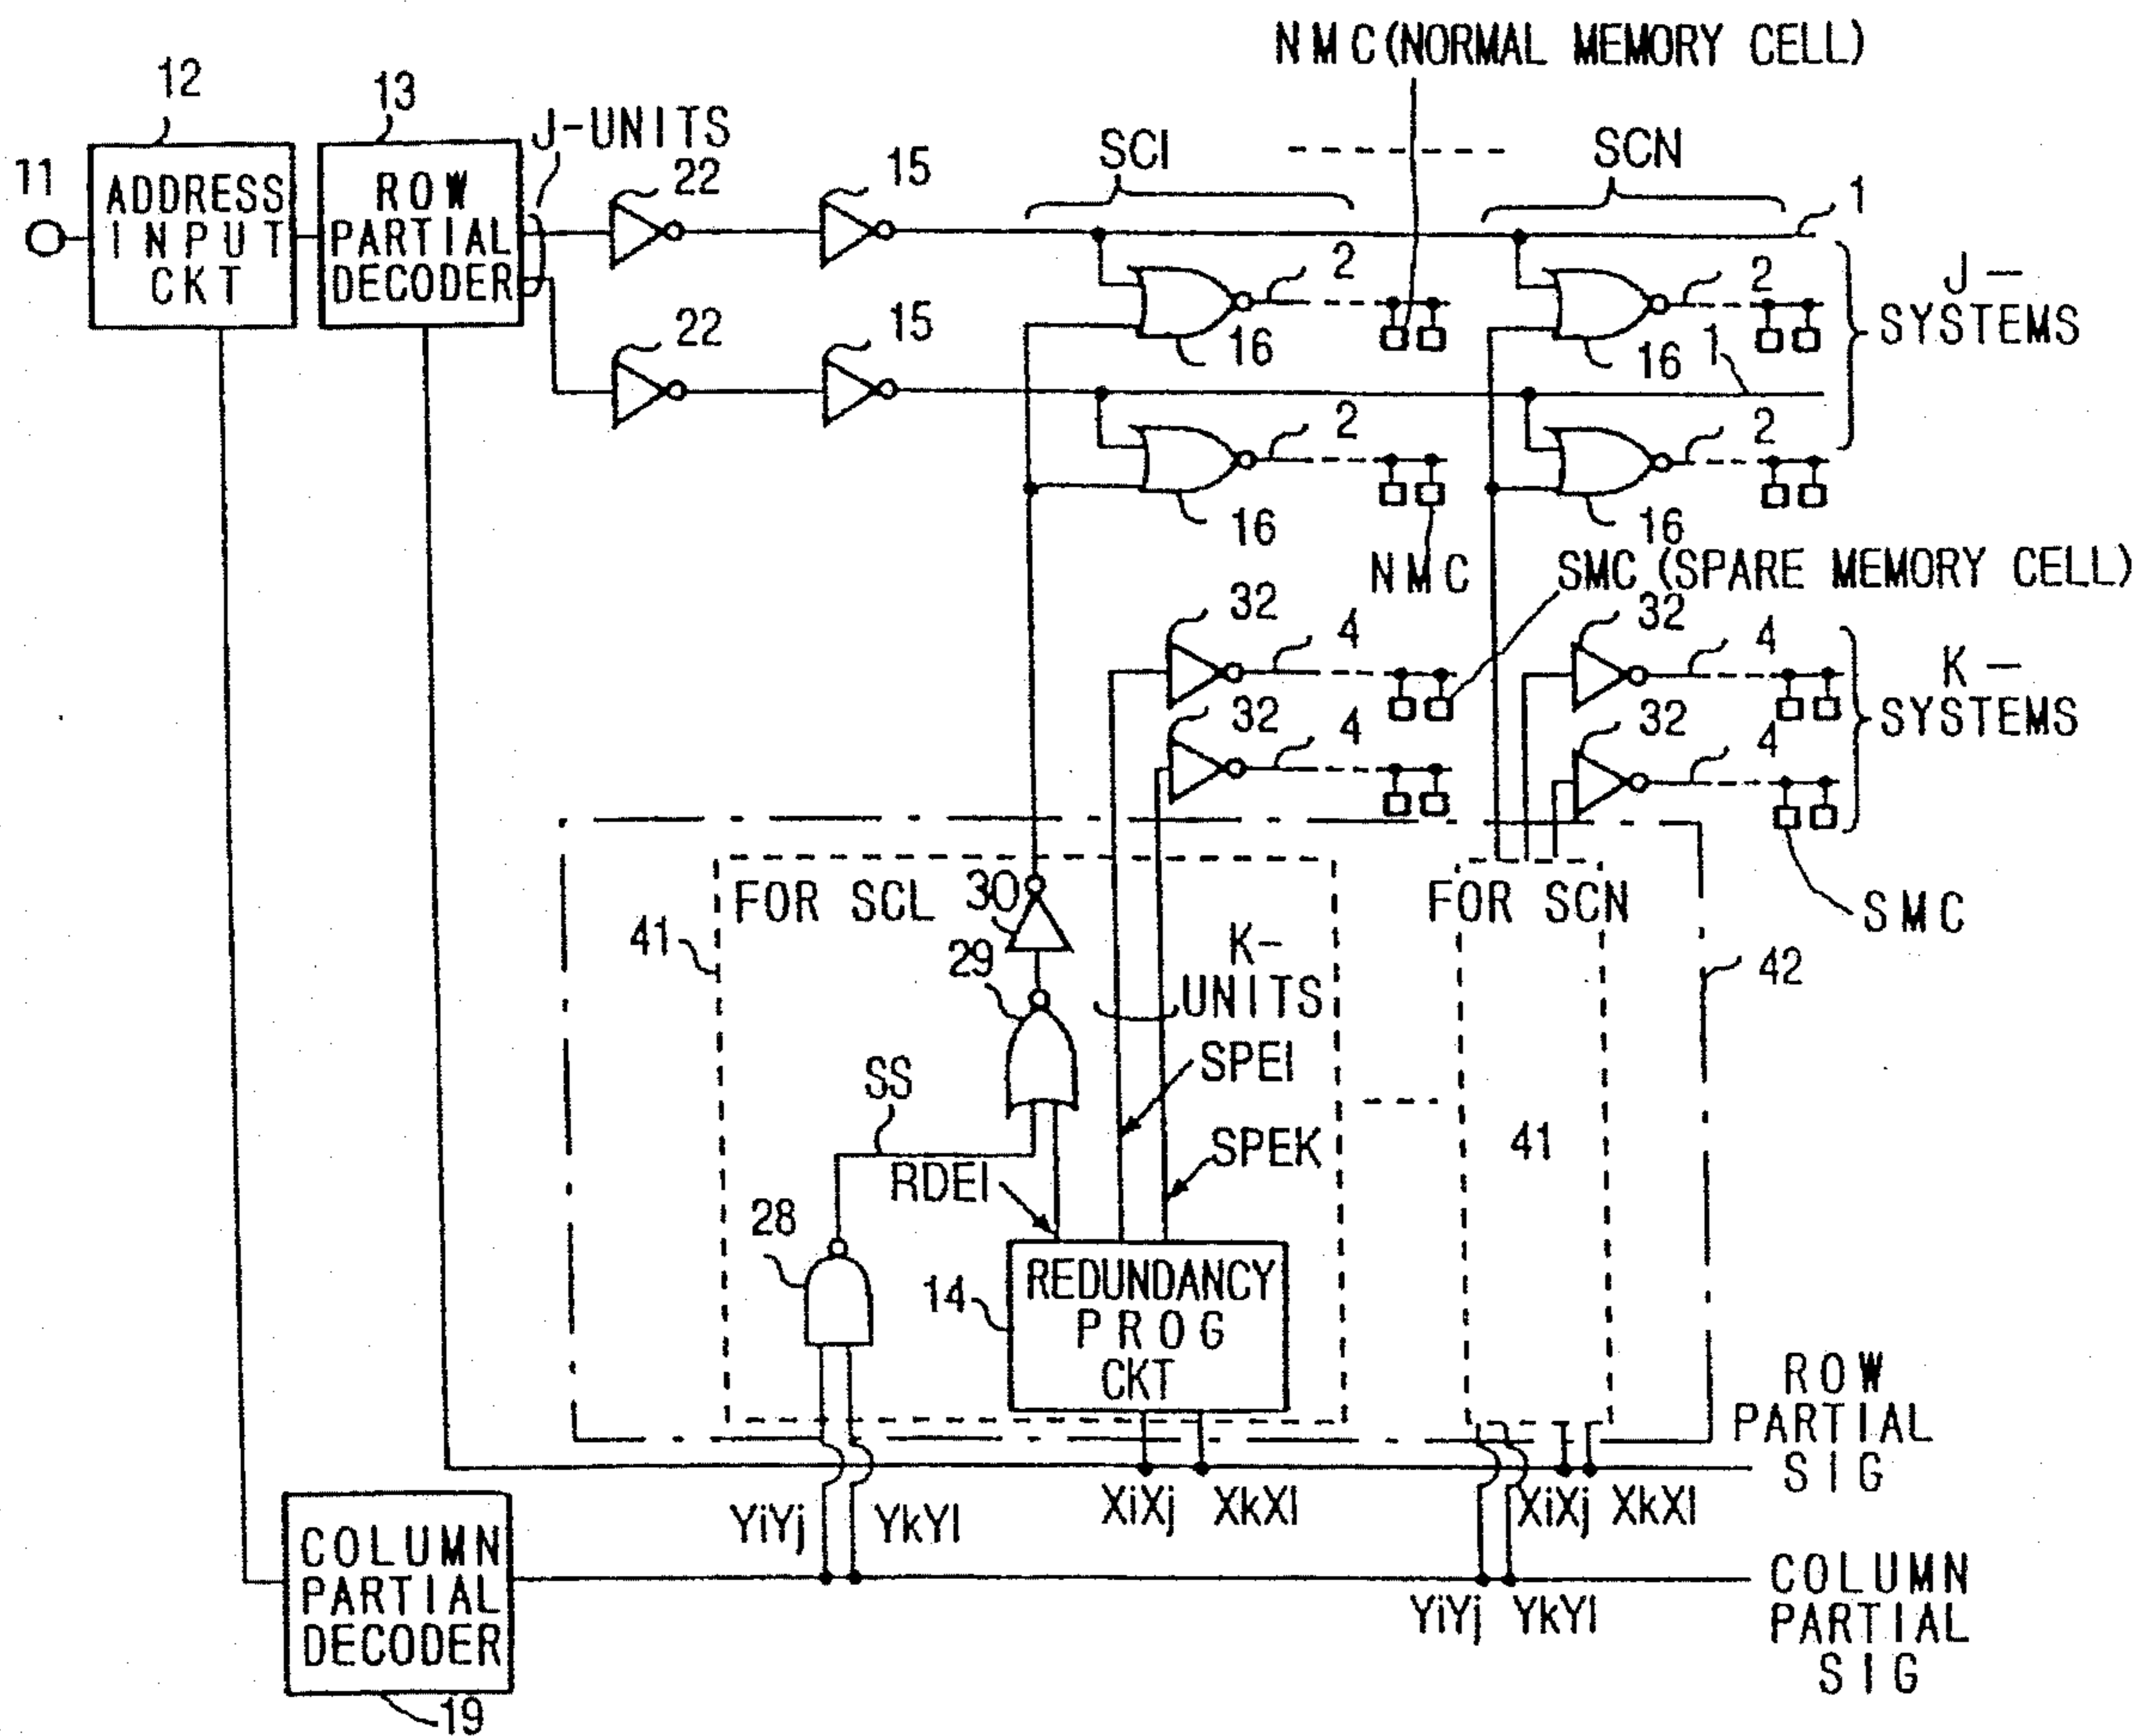 NMC(NORMAL MEMORY CELL)
12
13
J-UNITS
22
15
SCI
SCN
1
11
ADDRESS
INPUT
CKT
ROW
PARTIAL
DECODER
2
2
J-
SYSTEMS
16
16
1
22
15
2
2
16
16
NMC
SMC (SPARE MEMORY CELL)
32
4
32
4
K-
SYSTEMS
32
4
32
4
FOR SCL
30
FOR SCN
SMC
41
29
K-
UNITS
42
SPEI
SS
41
SPEK
RDEI
28
14
REDUNDANCY
PROG
CKT
ROW
PARTIAL
SIG
YiYj
YkYl
XiXj
XkXl
XiXj
XkXl
COLUMN
PARTIAL
DECODER
YiYj
YkYl
COLUMN
PARTIAL
SIG
19